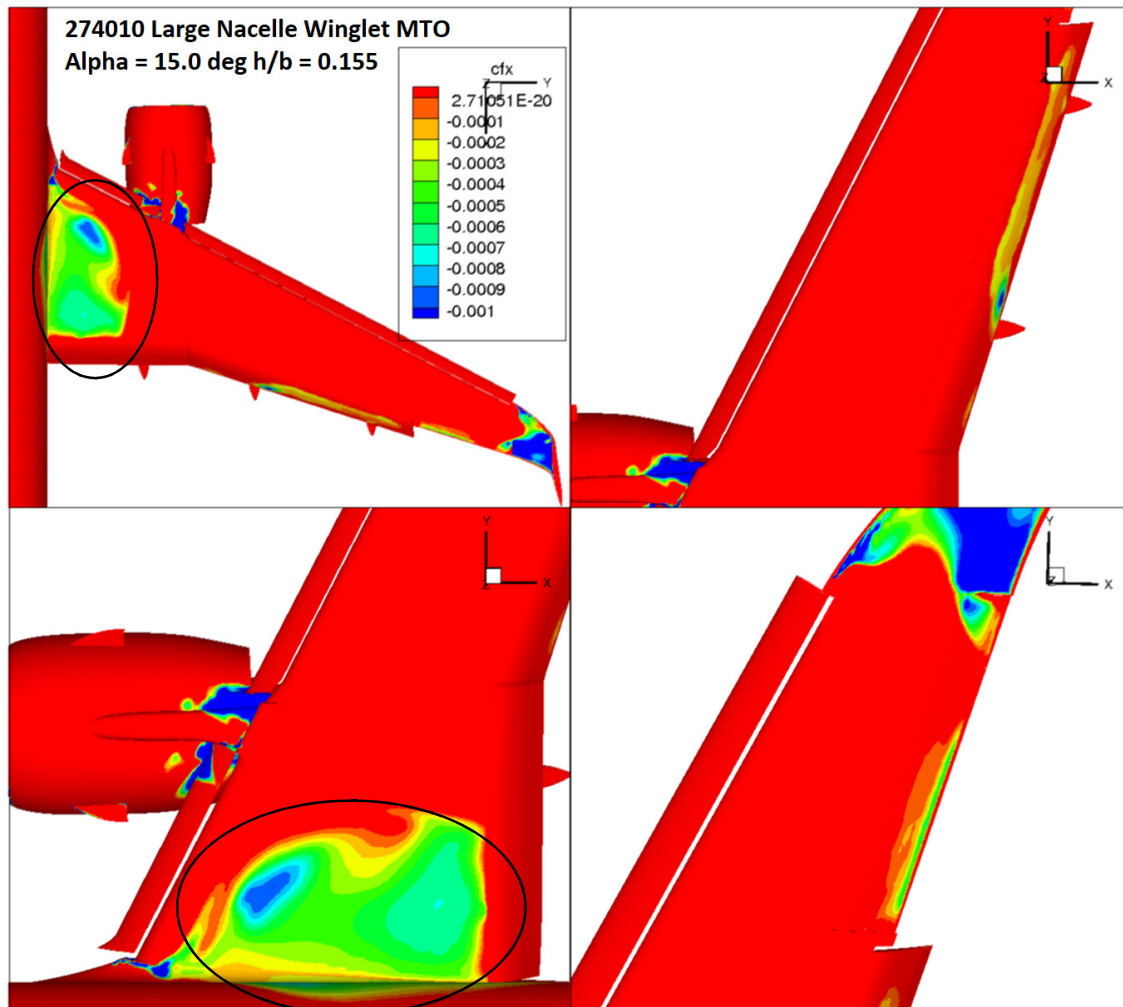 274010 Large Nacelle Winglet MTO
Alpha = 15.0 deg h/b = 0.155
cfx
Z Y
2.71051E-20
-0.0001
-0.0002
-0.0003
-0.0004
-0.0005
-0.0006
-0.0007
-0.0008
-0.0009
-0.001
Y
Z X
Y
Z X
Y
Z X